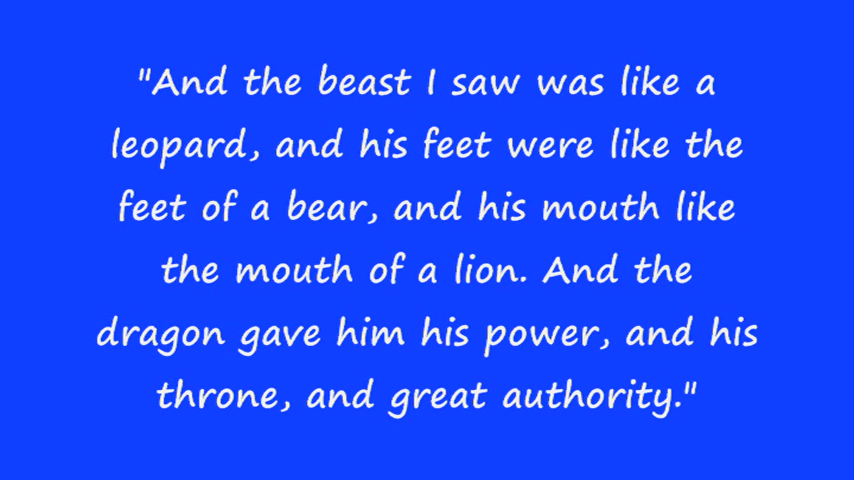 "And the beast I saw was like a
leopard, and his feet were like the
feet of a bear, and his mouth like
the mouth of a lion. And the
dragon gave him his power, and his
throne, and great authority."